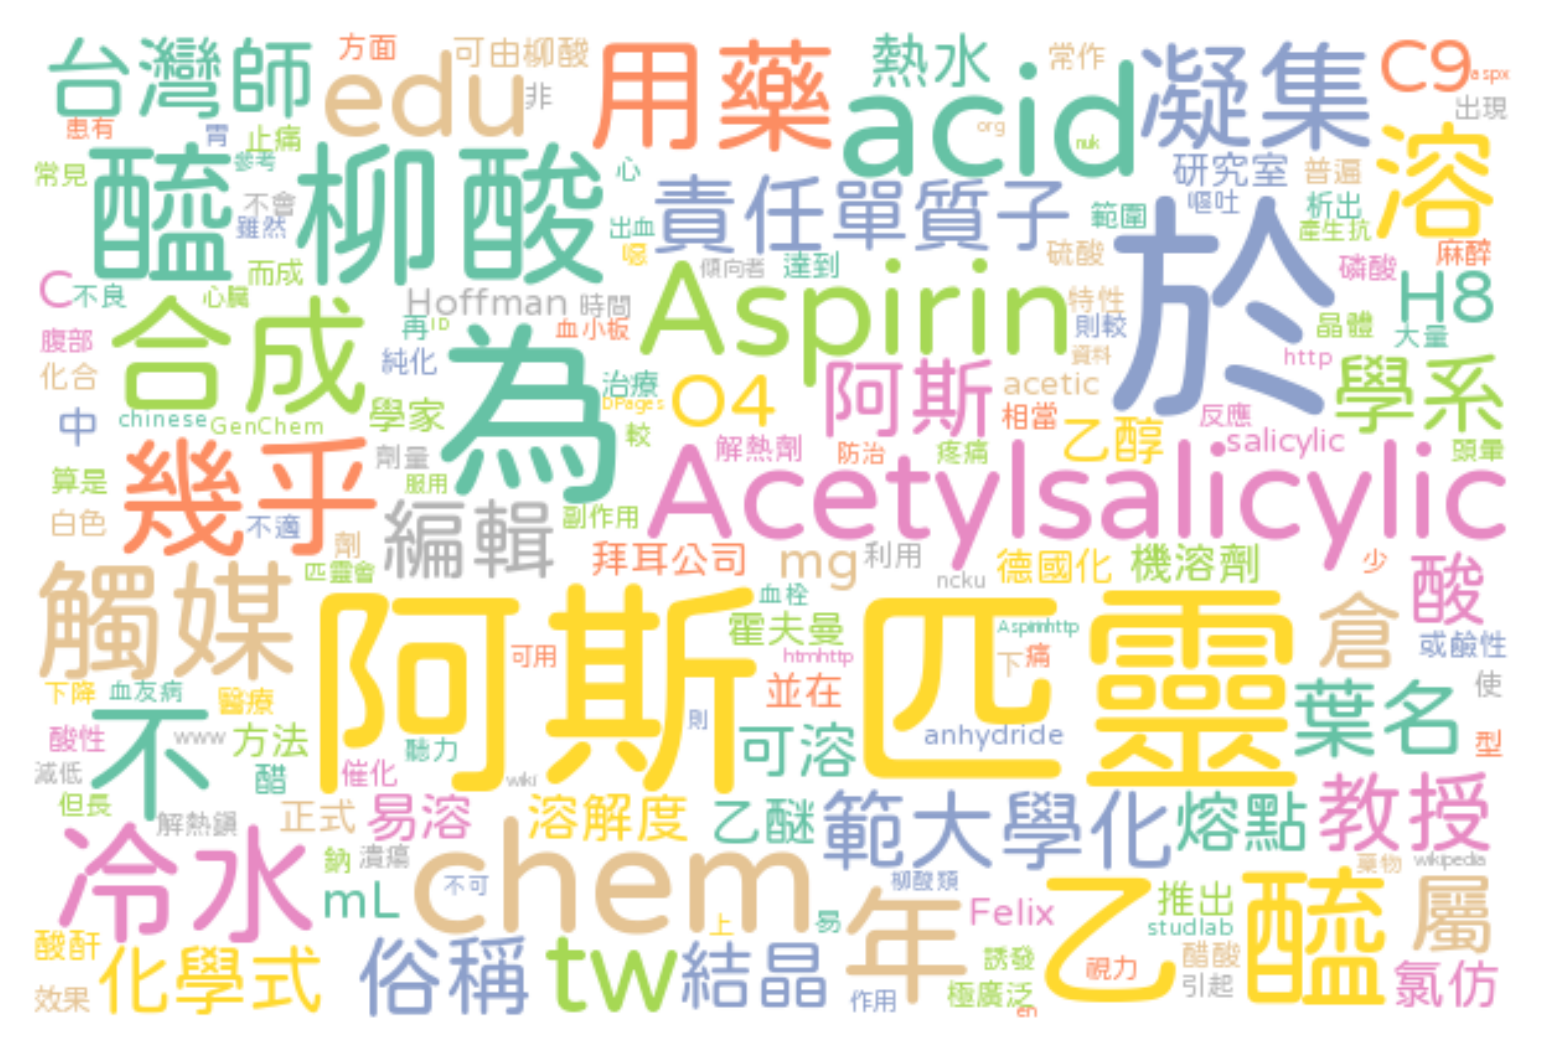 台灣師
方面
可由柳酸
edu
非
用藥
熱水
常作
acid
凝集
C9
aspx
出現
患有
胃
止痛
org
nuk
常見
參考
醯柳酸
不會
雖然
心
出血
責任單質子
研究室
普遍
嘔吐
範圍
析出
產生抗
溶
麻醉
而成
噁
傾向者
達到
硫酸
於
磷酸
H8
C
不良
心臟
Hoffman
時間
Aspirin
特性
則較
晶體
大量
再
ID
血小板
腹部
合成
純化
為
阿斯
資料
http
學系
化合
治療
DPages
O4
acetic
中
chinese
GenChem
學家
較
相當
乙醇
反應
salicylic
幾乎
劑量
解熱劑
防治
疼痛
頭暈
算是
服用
Acetylsalicylic
白色
不適
劑
編輯
副作用
匹靈會
拜耳公司
mg
利用
ncku
德國化
機溶劑
少
酸
觸媒
阿斯匹靈
血栓
霍夫曼
Aspirinhttp
倉
或鹼性
可用
htmhttp
下
痛
下降
血友病
醫療
並在
使
不
則
葉名
酸性
www
方法
聽力
可溶
anhydride
型
減低
醋
催化
wiki
但長
解熱鎮
正式
易溶
溶解度
乙醚
範大學化
熔點
教授
冷水
鈉
潰瘍
chem
藥物
wikipedia
mL
不可
柳酸類
上
易
年
Felix
乙醯
推出
studlab
屬
酸酐
化學式
俗稱
tw
結晶
誘發
視力
醋酸
氯仿
效果
作用
極廣泛
en
引起